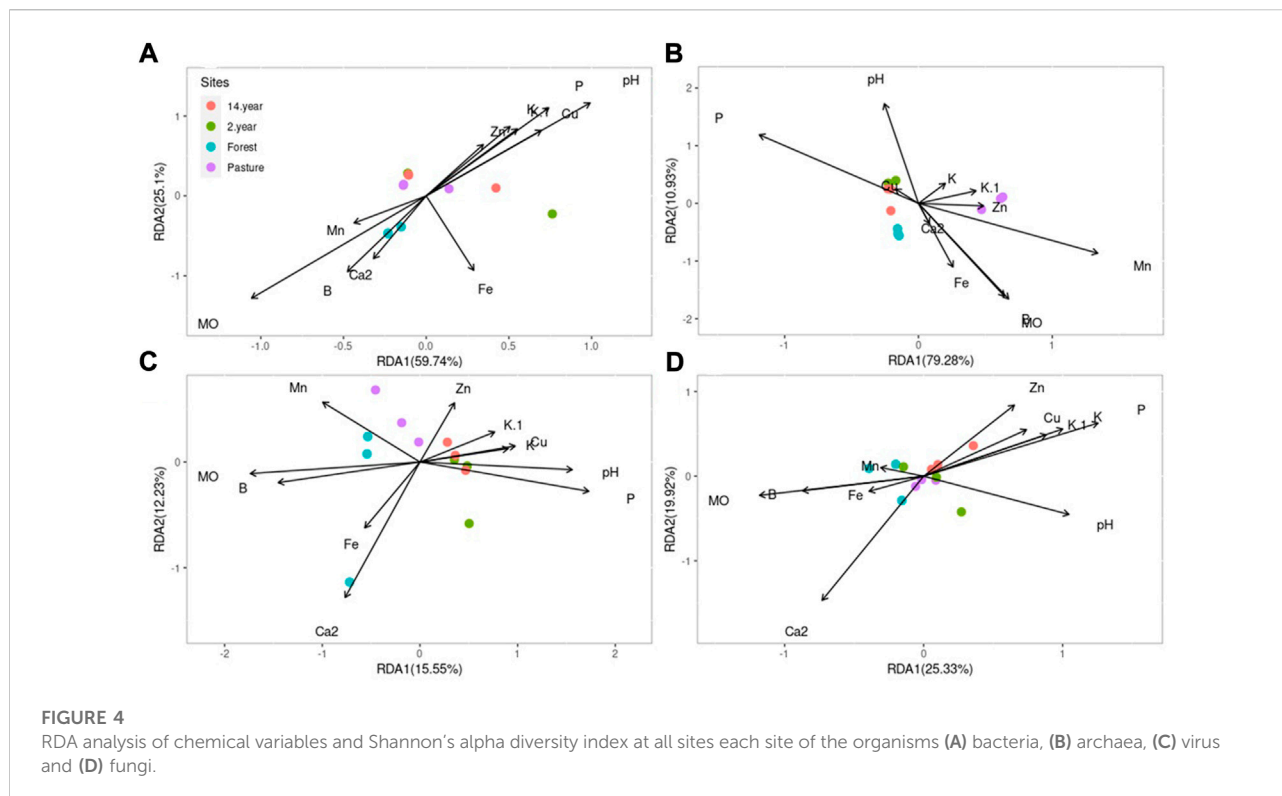 A
Sites
14.year
2.year
Forest
Pasture
P
pH
K
K.1
Cu
Zn
Mn
Ca2
B
Fe
MO
1
0
-1
RDA2(25.1%)
-1.0
-0.5
0.0
0.5
1.0
RDA1(59.74%)
B
pH
P
Cu
K
K.1
Zn
Ca2
Fe
Mn
B
MO
2
1
0
-1
-2
RDA2(10.93%)
-1
0
1
RDA1(79.28%)
C
Mn
Zn
K.1
Cu
K
MO
B
pH
P
Fe
Ca2
0
-1
RDA2(12.23%)
-2
-1
0
1
2
RDA1(15.55%)
D
Zn
P
Cu
K
K.1
Mn
MO
B
Fe
pH
Ca2
1
0
-1
RDA2(19.92%)
-1
0
1
RDA1(25.33%)
FIGURE 4
RDA analysis of chemical variables and Shannon's alpha diversity index at all sites each site of the organisms (A) bacteria, (B) archaea, (C) virus
and (D) fungi.